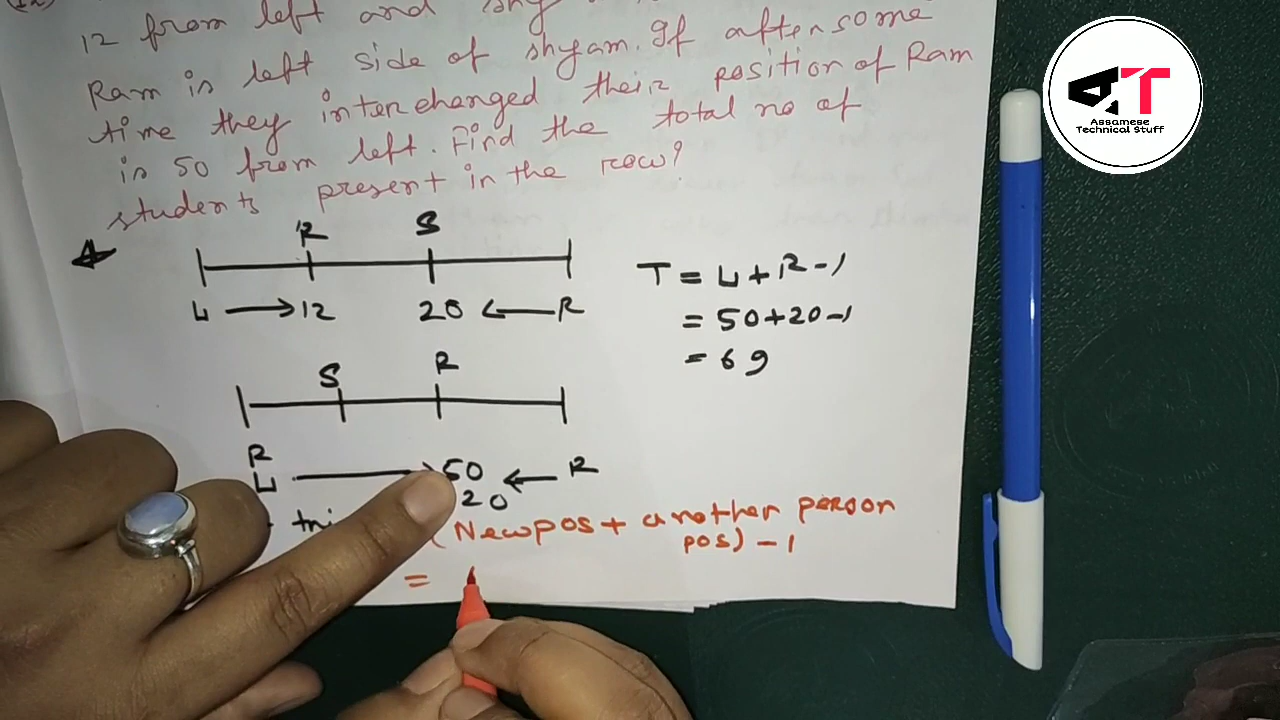 12 from left and
Ram is left side of shyam. If after some
time they interchanged their position of Ram
is 50 from left. Find the total no of
students present in the row?
R S
L → 12 20 ← R
T = L + R - 1
= 50 + 20 - 1
= 69
S R
R
L → 50 ← R
20
(New pos + another person
pos) - 1
=
AT
Assamese
Technical Stuff